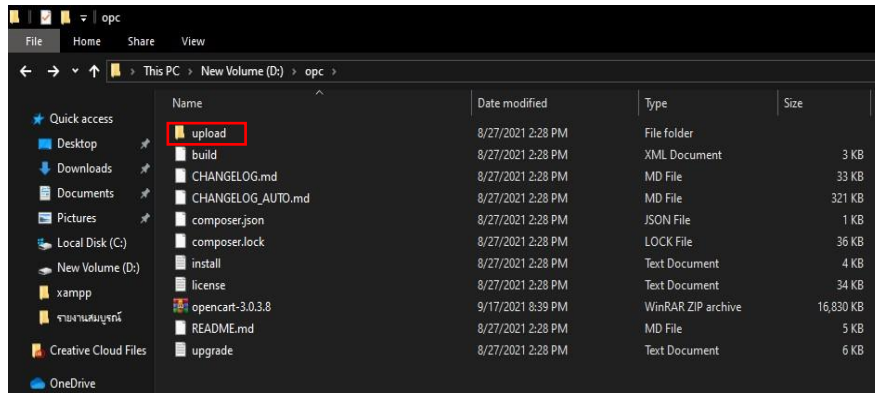 opc
File Home Share View
This PC > New Volume (D:) > opc >
Name Date modified Type Size
Quick access
Desktop
Downloads
Documents
Pictures
Local Disk (C:)
New Volume (D:)
xampp
รายงานสมบูรณ์
Creative Cloud Files
OneDrive
upload 8/27/2021 2:28 PM File folder
build 8/27/2021 2:28 PM XML Document 3 KB
CHANGELOG.md 8/27/2021 2:28 PM MD File 33 KB
CHANGELOG_AUTO.md 8/27/2021 2:28 PM MD File 321 KB
composer.json 8/27/2021 2:28 PM JSON File 1 KB
composer.lock 8/27/2021 2:28 PM LOCK File 36 KB
install 8/27/2021 2:28 PM Text Document 4 KB
license 8/27/2021 2:28 PM Text Document 34 KB
opencart-3.0.3.8 9/17/2021 8:39 PM WinRAR ZIP archive 16,830 KB
README.md 8/27/2021 2:28 PM MD File 5 KB
upgrade 8/27/2021 2:28 PM Text Document 6 KB